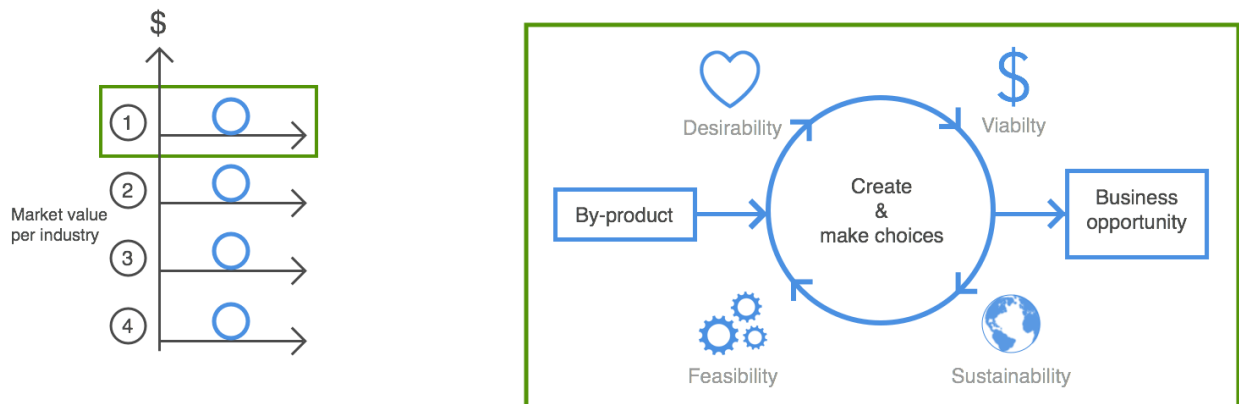 $
1
2
Market value
per industry
3
4
Desirability
$
Viabilty
By-product
Create
&
make choices
Business
opportunity
Feasibility
Sustainability